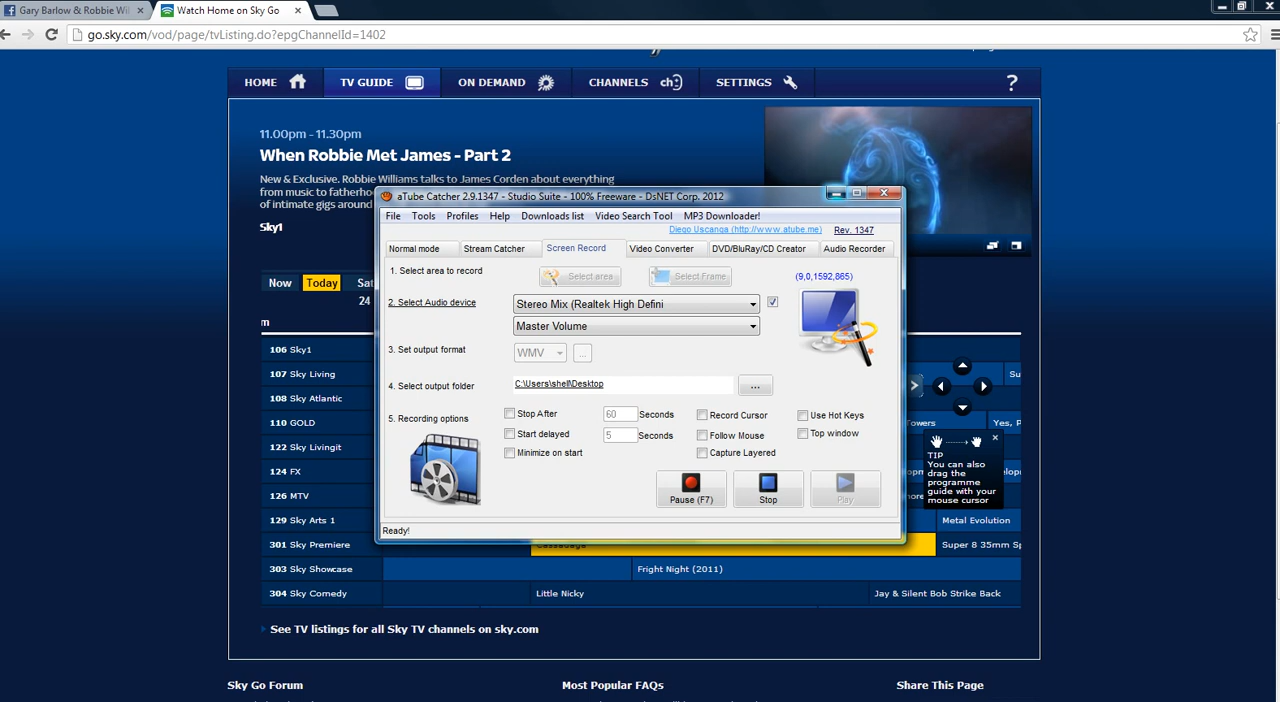 Gary Barlow & Robbie Wil
Watch Home on Sky Go
go.sky.com/vod/page/tvListing.do?epgChannelId=1402
HOME
TV GUIDE
ON DEMAND
CHANNELS ch
SETTINGS
?
11.00pm - 11.30pm
When Robbie Met James - Part 2
New & Exclusive. Robbie Williams talks to James Corden about everything
from music to fatherhoo
of intimate gigs around
Sky1
aTube Catcher 2.9.1347 - Studio Suite - 100% Freeware - DsNET Corp. 2012
File Tools Profiles Help Downloads list Video Search Tool MP3 Downloader!
Diego Uscanga (http://www.atube.me) Rev. 1347
Normal mode Stream Catcher Screen Record Video Converter DVD/BluRay/CD Creator Audio Recorder
1. Select area to record
Select area
Select Frame
(9,0,1592,865)
2. Select Audio device
Stereo Mix (Realtek High Defini
Master Volume
3. Set output format
WMV
...
4. Select output folder
C:\Users\shell\Desktop
...
5. Recording options
Stop After 60 Seconds
Start delayed 5 Seconds
Minimize on start
Record Cursor
Follow Mouse
Capture Layered
Use Hot Keys
Top window
Pause (F7)
Stop
Play
Ready!
Now Today Sat
24
m
106 Sky1
107 Sky Living
Su
108 Sky Atlantic
110 GOLD
Towers
Yes, P
122 Sky Livingit
124 FX
126 MTV
129 Sky Arts 1
Metal Evolution
301 Sky Premiere
Cassadaga
Super 8 35mm Sp
303 Sky Showcase
Fright Night (2011)
304 Sky Comedy
Little Nicky
Jay & Silent Bob Strike Back
TIP
You can also
drag the
programme
guide with your
mouse cursor
See TV listings for all Sky TV channels on sky.com
Sky Go Forum
Most Popular FAQs
Share This Page